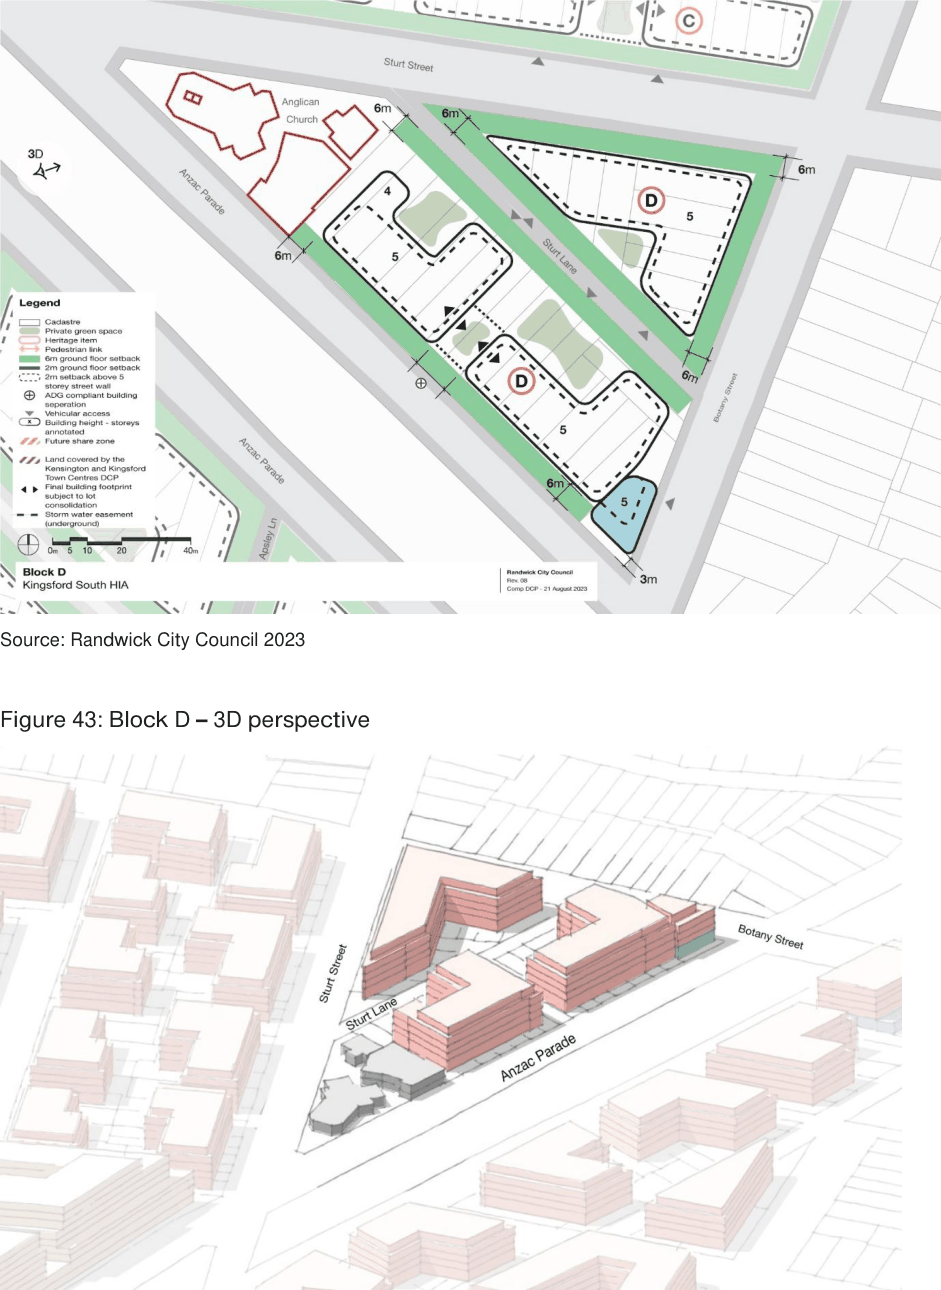 C
Sturt Street
Anglican
Church
6m
6m
6m
3D
Anzac Parade
4
D
5
5
6m
Sturt Lane
Legend
Cadastre
Private green space
Heritage item
Pedestrian link
6m ground floor setback
2m ground floor setback
2m setback above 5
storey street wall
ADG compliant building
seperation
Vehicular access
x
Building height - storeys
annotated
Future share zone
Land covered by the
Kensington and Kingsford
Town Centres DCP
Final building footprint
subject to lot
consolidation
Storm water easement
(underground)
6m
D
Botany Street
5
Anzac Parade
6m
5
Apsley Ln
0m 5 10 20 40m
3m
Block D
Kingsford South HIA
Randwick City Council
Rev. 08
Comp DCP - 21 August 2023
Source: Randwick City Council 2023
Figure 43: Block D – 3D perspective
Botany Street
Sturt Street
Sturt Lane
Anzac Parade